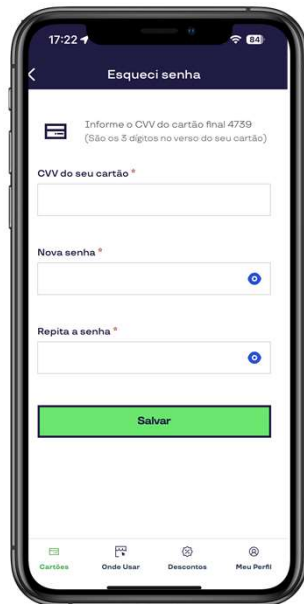 17:22
84
Esqueci senha
Informe o CVV do cartão final 4739
(São os 3 dígitos no verso do seu cartão)
CVV do seu cartão *
Nova senha *
Repita a senha *
Salvar
Cartões Onde Usar Descontos Meu Perfil